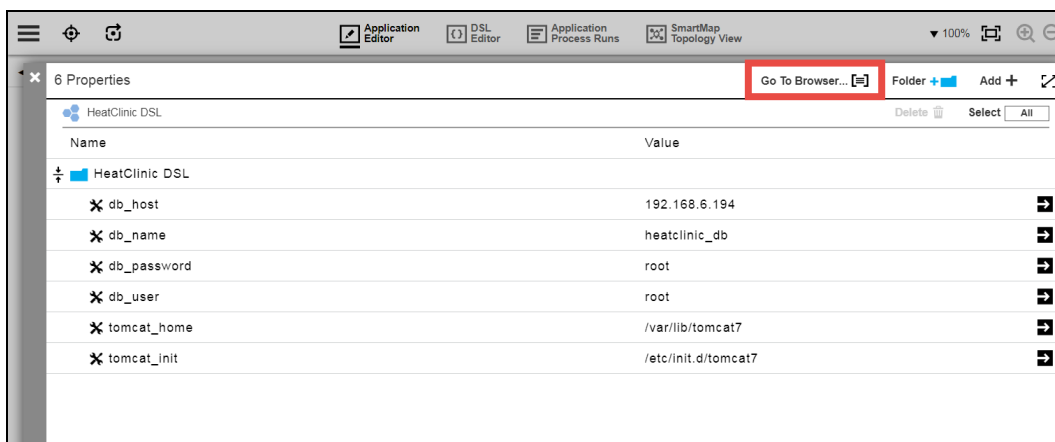 Application Editor
DSL Editor
Application Process Runs
SmartMap Topology View
100%
6 Properties
Go To Browser...
Folder +
Add +
HeatClinic DSL
Delete
Select All
Name Value
HeatClinic DSL
db_host 192.168.6.194
db_name heatclinic_db
db_password root
db_user root
tomcat_home /var/lib/tomcat7
tomcat_init /etc/init.d/tomcat7